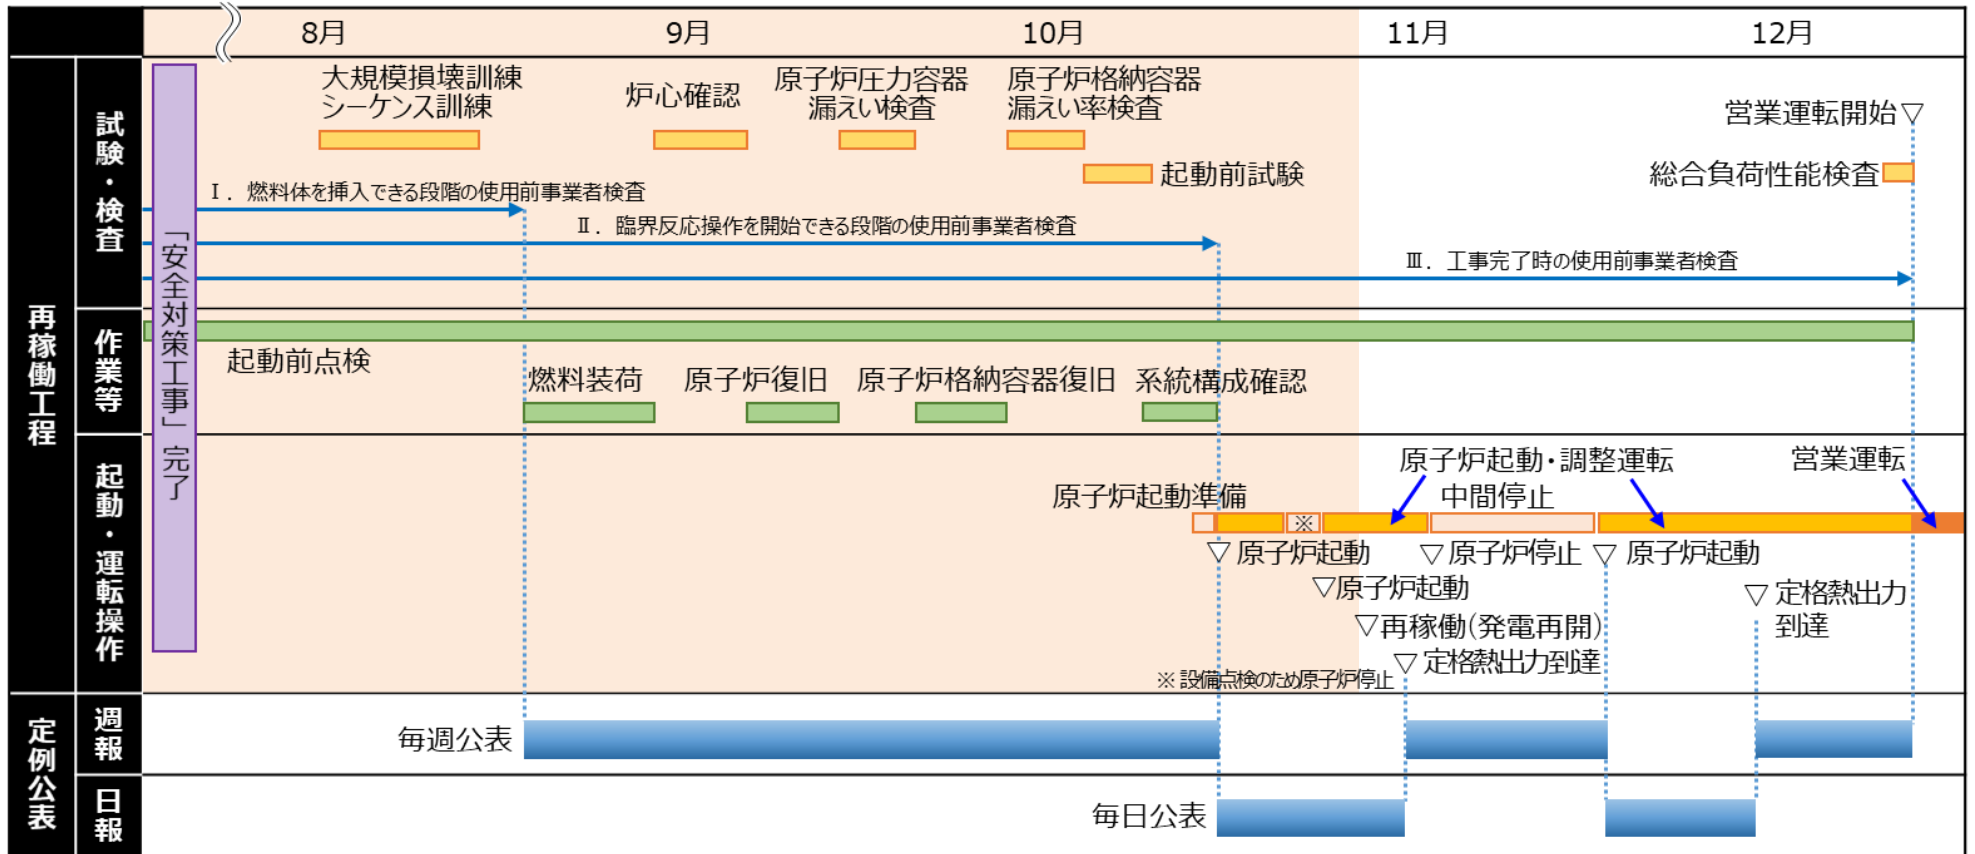 8月
9月
10月
11月
12月
再稼働工程
試験・検査
大規模損壊訓練
シーケンス訓練
炉心確認
原子炉圧力容器
漏えい検査
原子炉格納容器
漏えい率検査
起動前試験
営業運転開始▽
総合負荷性能検査
Ⅰ．燃料体を挿入できる段階の使用前事業者検査
Ⅱ．臨界反応操作を開始できる段階の使用前事業者検査
Ⅲ．工事完了時の使用前事業者検査
「安全対策工事」完了
作業等
起動前点検
燃料装荷
原子炉復旧
原子炉格納容器復旧
系統構成確認
起動・運転操作
原子炉起動・調整運転
営業運転
原子炉起動準備
中間停止
※
▽原子炉起動
▽原子炉停止
▽原子炉起動
▽原子炉起動
▽再稼働(発電再開)
▽定格熱出力到達
▽定格熱出力
到達
※設備点検のため原子炉停止
定例公表
週報
毎週公表
日報
毎日公表